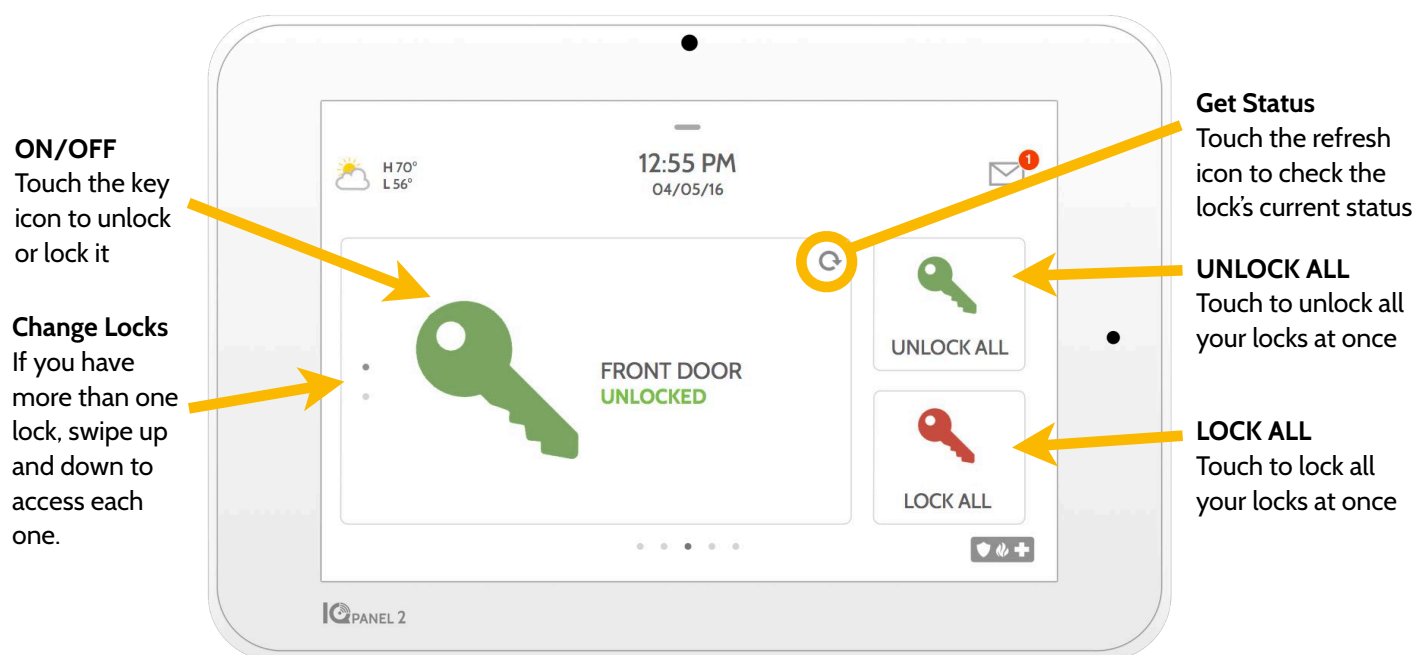 ON/OFF
Touch the key
icon to unlock
or lock it
Change Locks
If you have
more than one
lock, swipe up
and down to
access each
one.
H 70°
L 56°
12:55 PM
04/05/16
1
FRONT DOOR
UNLOCKED
UNLOCK ALL
LOCK ALL
IQ PANEL 2
Get Status
Touch the refresh
icon to check the
lock's current status
UNLOCK ALL
Touch to unlock all
your locks at once
LOCK ALL
Touch to lock all
your locks at once